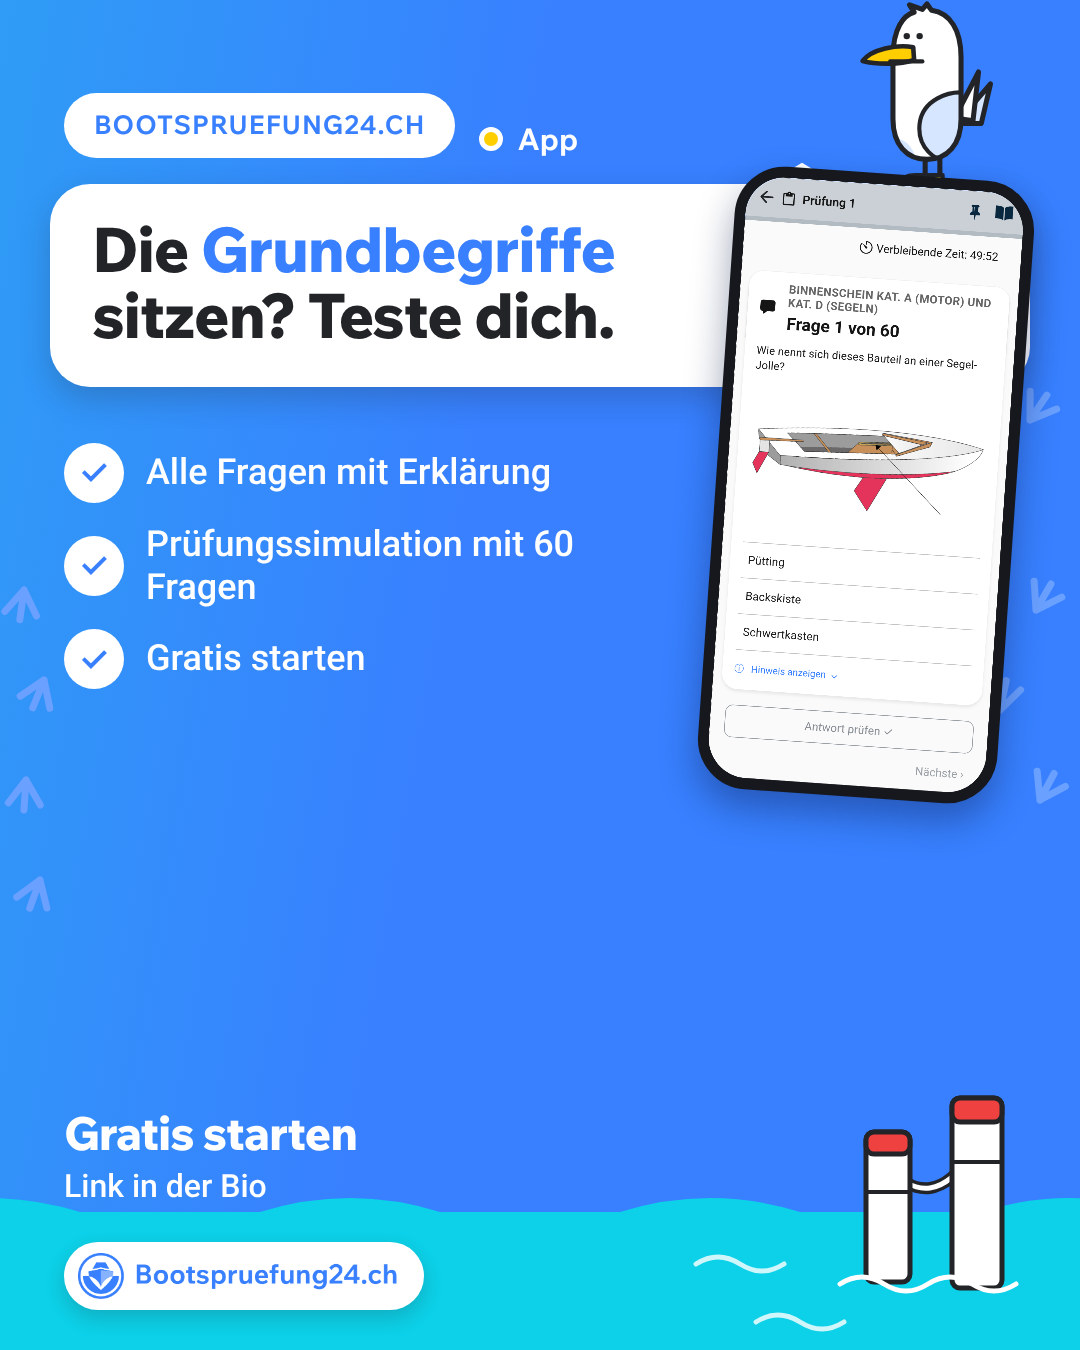 BOOTSPRUEFUNG24.CH
App
Die Grundbegriffe
sitzen? Teste dich.
Alle Fragen mit Erklärung
Prüfungssimulation mit 60
Fragen
Gratis starten
Prüfung 1
Verbleibende Zeit: 49:52
BINNENSCHEIN KAT. A (MOTOR) UND
KAT. D (SEGELN)
Frage 1 von 60
Wie nennt sich dieses Bauteil an einer Segel-
Jolle?
Pütting
Backskiste
Schwertkasten
Hinweis anzeigen
Antwort prüfen
Nächste ›
Gratis starten
Link in der Bio
Bootspruefung24.ch